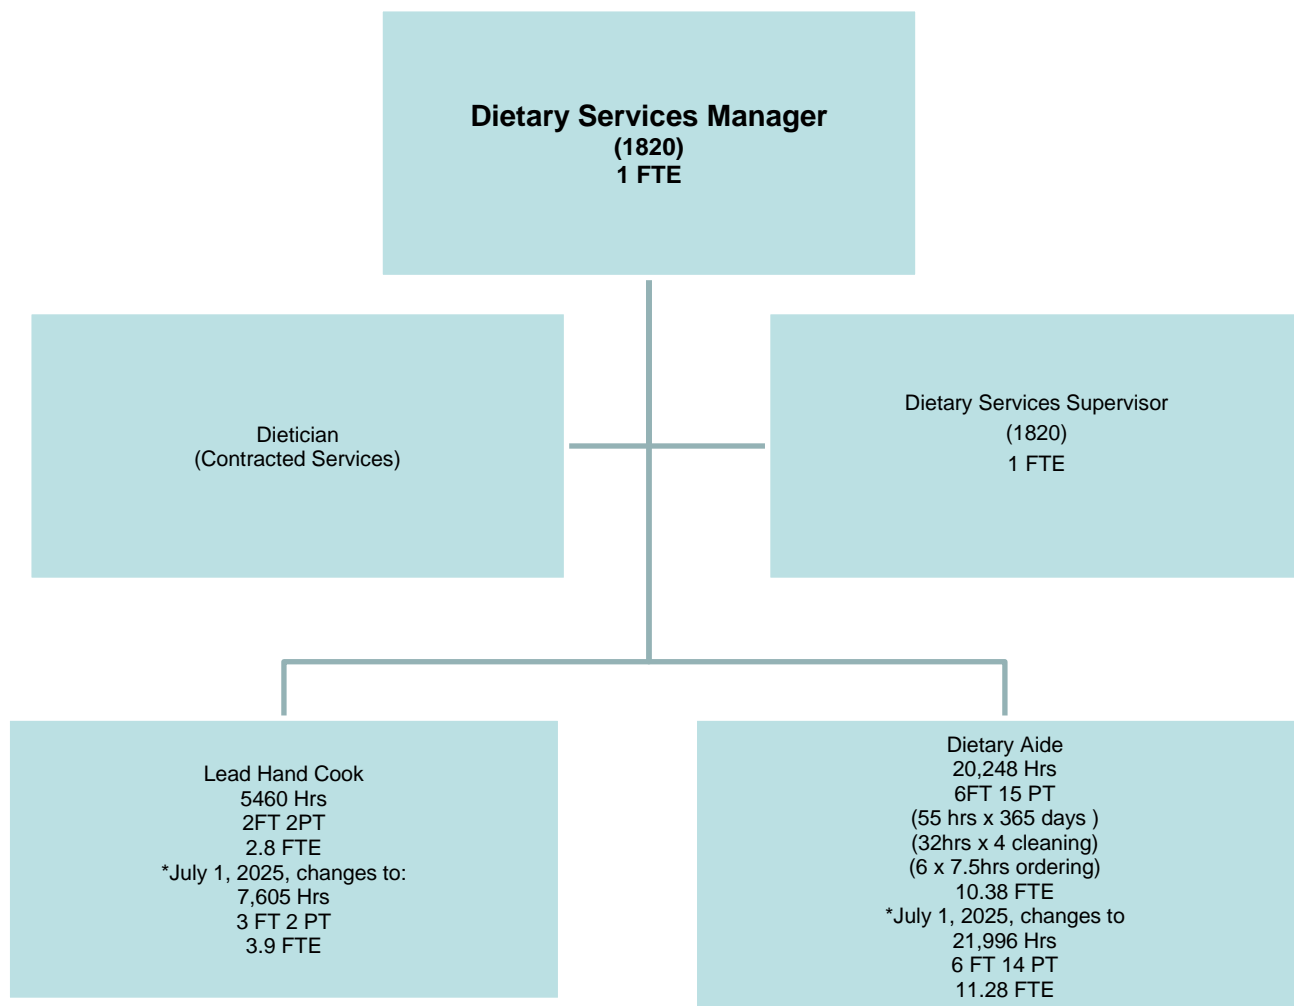 Dietary Services Manager
(1820)
1 FTE
Dietician
(Contracted Services)
Dietary Services Supervisor
(1820)
1 FTE
Lead Hand Cook
5460 Hrs
2FT 2PT
2.8 FTE
*July 1, 2025, changes to:
7,605 Hrs
3 FT 2 PT
3.9 FTE
Dietary Aide
20,248 Hrs
6FT 15 PT
(55 hrs x 365 days )
(32hrs x 4 cleaning)
(6 x 7.5hrs ordering)
10.38 FTE
*July 1, 2025, changes to
21,996 Hrs
6 FT 14 PT
11.28 FTE